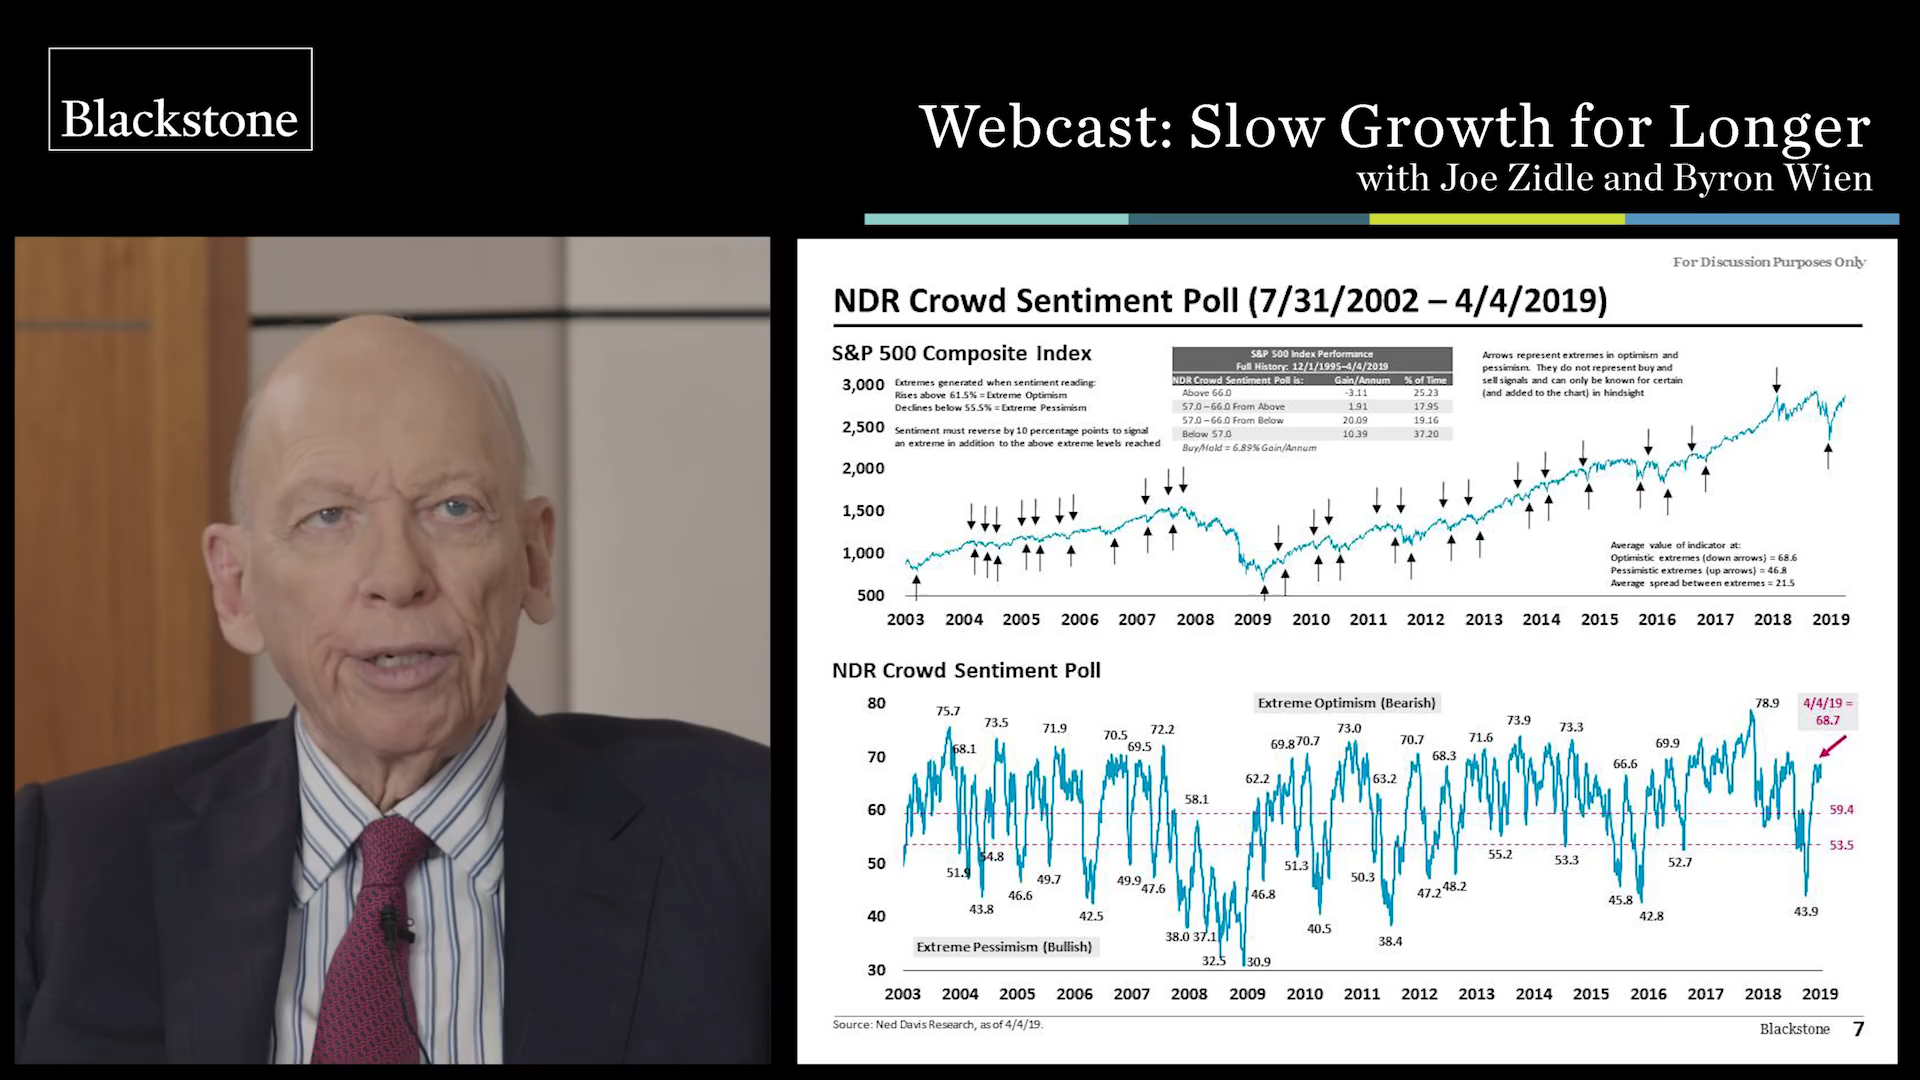 Blackstone
Webcast: Slow Growth for Longer
with Joe Zidle and Byron Wien
For Discussion Purposes Only
NDR Crowd Sentiment Poll (7/31/2002 – 4/4/2019)
S&P 500 Composite Index
Extremes generated when sentiment reading:
Rises above 61.5% = Extreme Optimism
Declines below 55.5% = Extreme Pessimism
Sentiment must reverse by 10 percentage points to signal
an extreme in addition to the above extreme levels reached
S&P 500 Index Performance
Full History: 12/1/1995–4/4/2019
NDR Crowd Sentiment Poll is: Gain/Annum % of Time
Above 66.0 -3.11 25.23
57.0 – 66.0 From Above 1.91 17.95
57.0 – 66.0 From Below 20.09 19.16
Below 57.0 10.39 37.20
Buy/Hold = 6.89% Gain/Annum
Arrows represent extremes in optimism and
pessimism. They do not represent buy and
sell signals and can only be known for certain
(and added to the chart) in hindsight
3,000
2,500
2,000
1,500
1,000
500
Average value of indicator at:
Optimistic extremes (down arrows) = 68.6
Pessimistic extremes (up arrows) = 46.8
Average spread between extremes = 21.5
2003 2004 2005 2006 2007 2008 2009 2010 2011 2012 2013 2014 2015 2016 2017 2018 2019
NDR Crowd Sentiment Poll
80
70
60
50
40
30
Extreme Optimism (Bearish)
4/4/19 =
68.7
75.7 68.1 73.5 71.9 70.5 69.5 72.2 58.1 62.2 69.8 70.7 73.0 63.2 70.7 68.3 71.6 73.9 73.3 66.6 69.9 78.9
59.4
53.5
51.9 43.8 54.8 46.6 49.7 42.5 49.9 47.6 38.0 37.1 32.5 30.9 46.8 51.3 40.5 50.3 38.4 47.2 48.2 55.2 53.3 45.8 42.8 52.7 43.9
Extreme Pessimism (Bullish)
2003 2004 2005 2006 2007 2008 2009 2010 2011 2012 2013 2014 2015 2016 2017 2018 2019
Source: Ned Davis Research, as of 4/4/19.
Blackstone 7